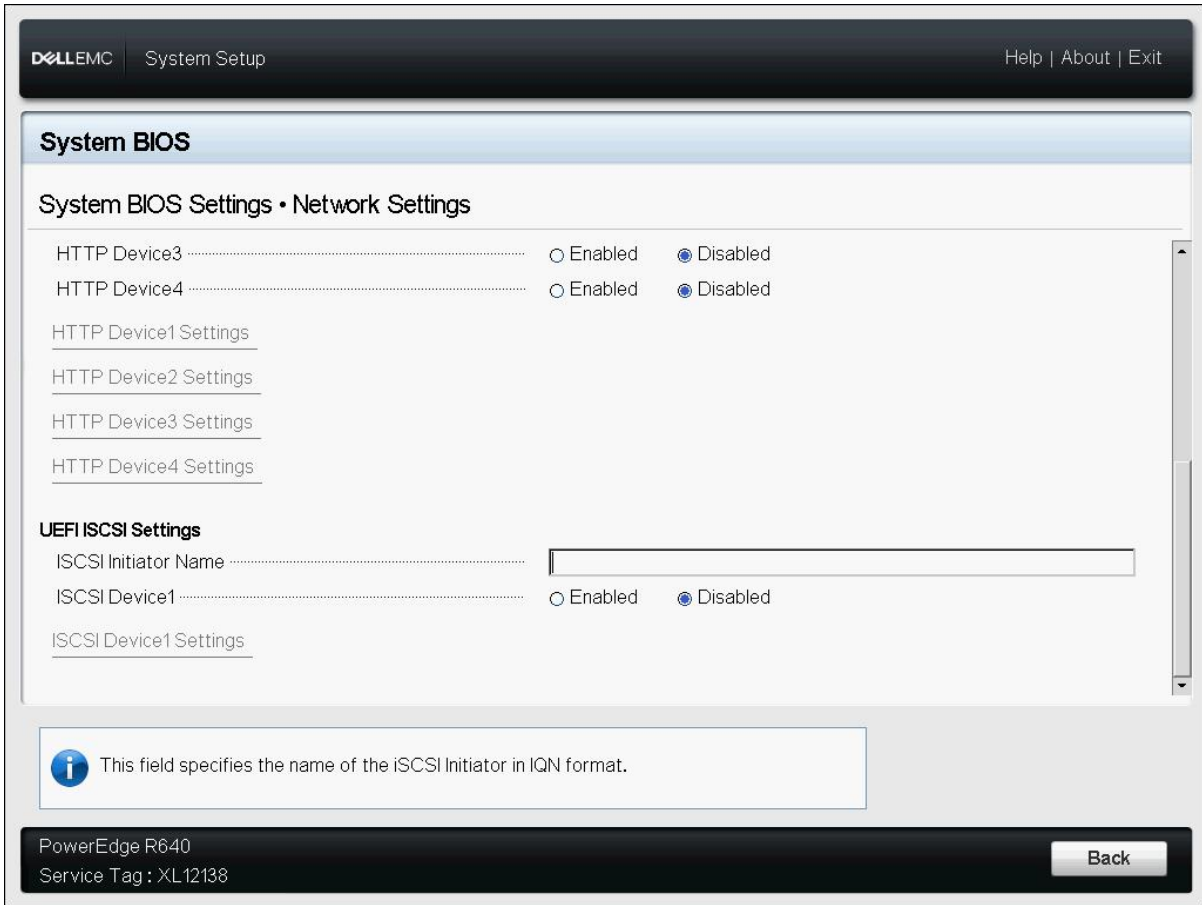 DELLEMC System Setup Help | About | Exit
System BIOS
System BIOS Settings • Network Settings
HTTP Device3 Enabled Disabled
HTTP Device4 Enabled Disabled
HTTP Device1 Settings
HTTP Device2 Settings
HTTP Device3 Settings
HTTP Device4 Settings
UEFI ISCSI Settings
ISCSI Initiator Name
ISCSI Device1 Enabled Disabled
ISCSI Device1 Settings
This field specifies the name of the iSCSI Initiator in IQN format.
PowerEdge R640
Service Tag : XL12138
Back